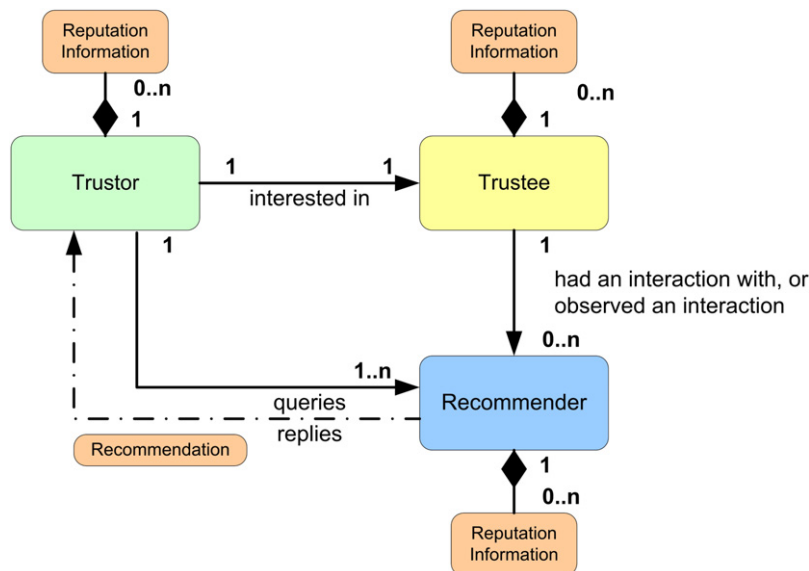 Reputation
Information
0..n
1
Reputation
Information
0..n
1
Trustor
1
1
interested in
Trustee
1
1
had an interaction with, or
observed an interaction
0..n
1..n
queries
Recommender
replies
Recommendation
1
0..n
Reputation
Information